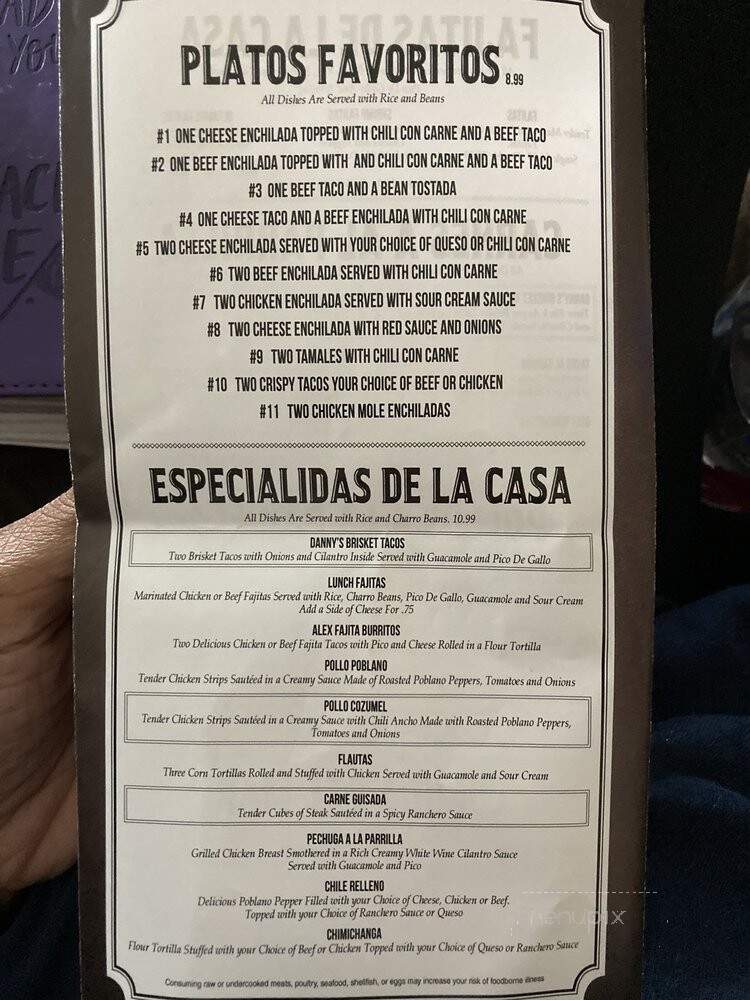 PLATOS FAVORITOS 8.99
All Dishes Are Served with Rice and Beans
#1 ONE CHEESE ENCHILADA TOPPED WITH CHILI CON CARNE AND A BEEF TACO
#2 ONE BEEF ENCHILADA TOPPED WITH AND CHILI CON CARNE AND A BEEF TACO
#3 ONE BEEF TACO AND A BEAN TOSTADA
#4 ONE CHEESE TACO AND A BEEF ENCHILADA WITH CHILI CON CARNE
#5 TWO CHEESE ENCHILADA SERVED WITH YOUR CHOICE OF QUESO OR CHILI CON CARNE
#6 TWO BEEF ENCHILADA SERVED WITH CHILI CON CARNE
#7 TWO CHICKEN ENCHILADA SERVED WITH SOUR CREAM SAUCE
#8 TWO CHEESE ENCHILADA WITH RED SAUCE AND ONIONS
#9 TWO TAMALES WITH CHILI CON CARNE
#10 TWO CRISPY TACOS YOUR CHOICE OF BEEF OR CHICKEN
#11 TWO CHICKEN MOLE ENCHILADAS
ESPECIALIDAS DE LA CASA
All Dishes Are Served with Rice and Charro Beans. 10.99
DANNY'S BRISKET TACOS
Two Brisket Tacos with Onions and Cilantro Inside Served with Guacamole and Pico De Gallo
LUNCH FAJITAS
Marinated Chicken or Beef Fajitas Served with Rice, Charro Beans, Pico De Gallo, Guacamole and Sour Cream
Add a Side of Cheese For .75
ALEX FAJITA BURRITOS
Two Delicious Chicken or Beef Fajita Tacos with Pico and Cheese Rolled in a Flour Tortilla
POLLO POBLANO
Tender Chicken Strips Sautéed in a Creamy Sauce Made of Roasted Poblano Peppers, Tomatoes and Onions
POLLO COZUMEL
Tender Chicken Strips Sautéed in a Creamy Sauce with Chili Ancho Made with Roasted Poblano Peppers,
Tomatoes and Onions
FLAUTAS
Three Corn Tortillas Rolled and Stuffed with Chicken Served with Guacamole and Sour Cream
CARNE GUISADA
Tender Cubes of Steak Sautéed in a Spicy Ranchero Sauce
PECHUGA A LA PARRILLA
Grilled Chicken Breast Smothered in a Rich Creamy White Wine Cilantro Sauce
Served with Guacamole and Pico
CHILE RELLENO
Delicious Poblano Pepper Filled with your Choice of Cheese, Chicken or Beef.
Topped with your Choice of Ranchero Sauce or Queso
CHIMICHANGA
Flour Tortilla Stuffed with your Choice of Beef or Chicken Topped with your Choice of Queso or Ranchero Sauce
Consuming raw or undercooked meats, poultry, seafood, shellfish, or eggs may increase your risk of foodborne illness
menupix